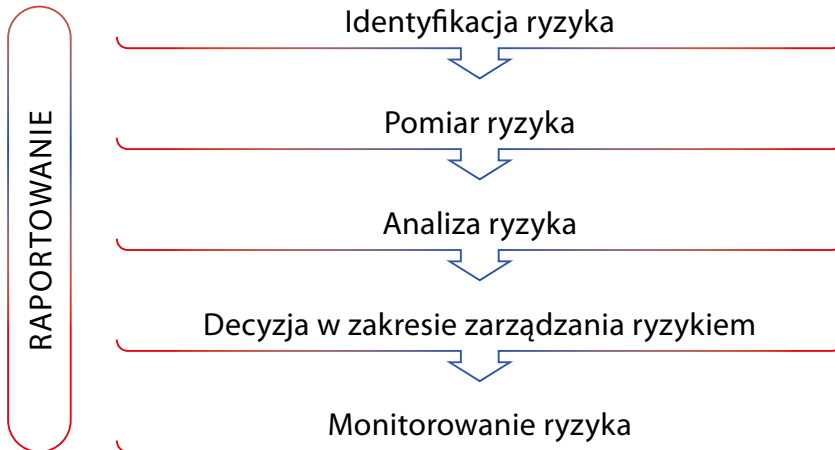 RAPORTOWANIE
Identyfikacja ryzyka
Pomiar ryzyka
Analiza ryzyka
Decyzja w zakresie zarządzania ryzykiem
Monitorowanie ryzyka